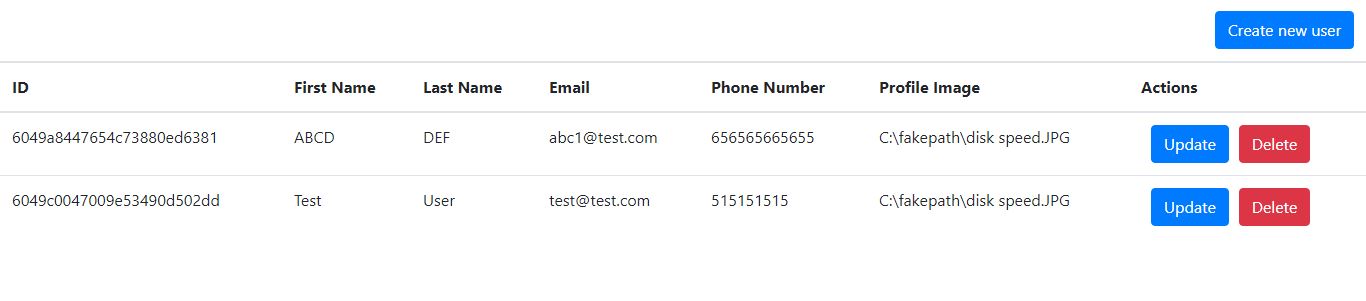 Create new user
ID First Name Last Name Email Phone Number Profile Image Actions
6049a8447654c73880ed6381 ABCD DEF abc1@test.com 656565665655 C:\fakepath\disk speed.JPG Update Delete
6049c0047009e53490d502dd Test User test@test.com 515151515 C:\fakepath\disk speed.JPG Update Delete